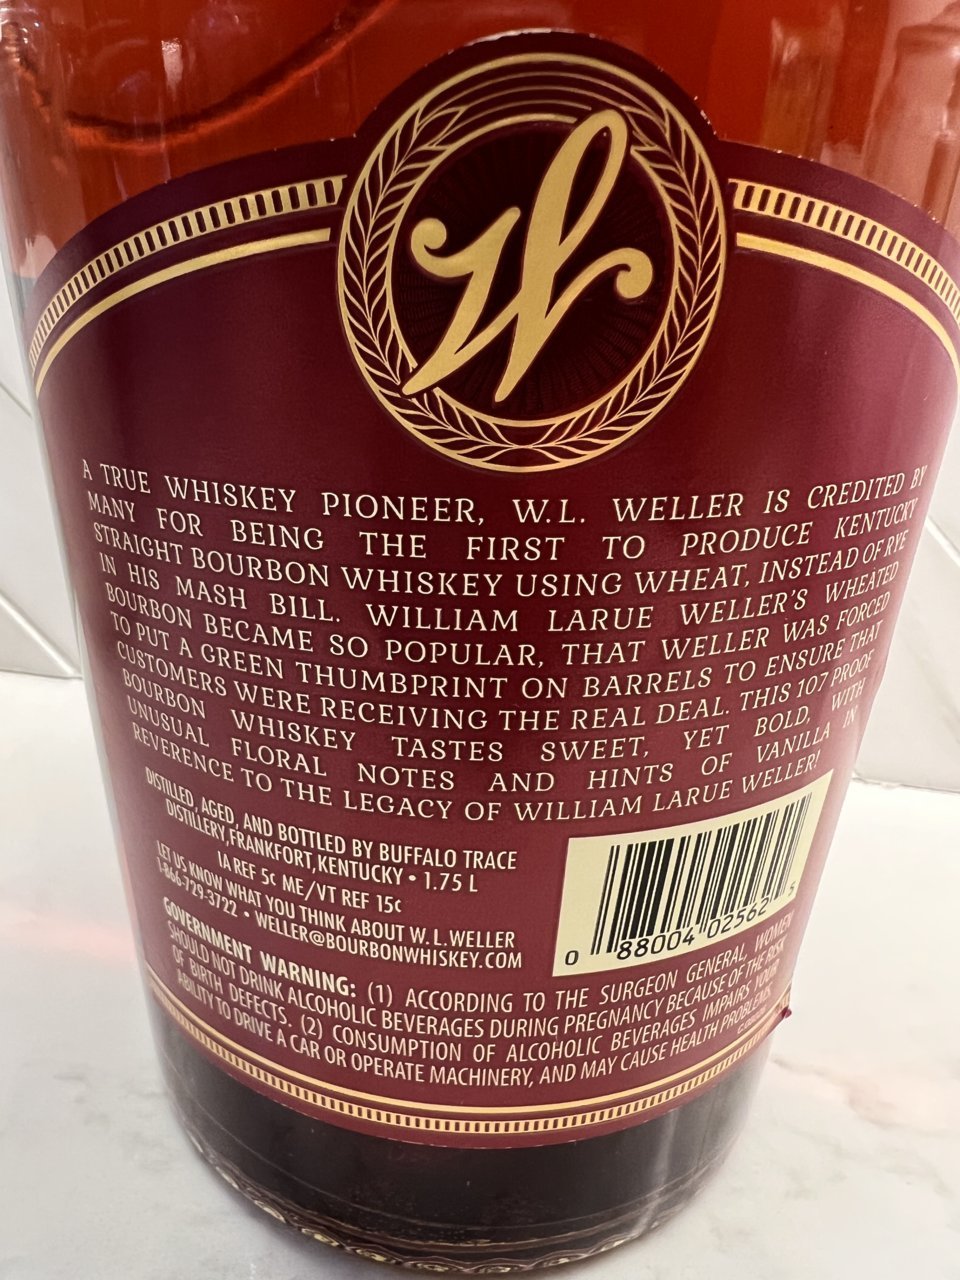 W
A TRUE WHISKEY PIONEER, W.L. WELLER IS CREDITED BY
MANY FOR BEING THE FIRST TO PRODUCE KENTUCKY
STRAIGHT BOURBON WHISKEY USING WHEAT, INSTEAD OF RYE
IN HIS MASH BILL. WILLIAM LARUE WELLER'S WHEATED
BOURBON BECAME SO POPULAR, THAT WELLER WAS FORCED
TO PUT A GREEN THUMBPRINT ON BARRELS TO ENSURE THAT
CUSTOMERS WERE RECEIVING THE REAL DEAL. THIS 107 PROOF
BOURBON WHISKEY TASTES SWEET, YET BOLD, WITH
UNUSUAL FLORAL NOTES AND HINTS OF VANILLA IN
REVERENCE TO THE LEGACY OF WILLIAM LARUE WELLER!
DISTILLED, AGED, AND BOTTLED BY BUFFALO TRACE
DISTILLERY, FRANKFORT, KENTUCKY • 1.75 L
IA REF 5¢ ME/VT REF 15¢
LET US KNOW WHAT YOU THINK ABOUT W.L.WELLER
1-866-729-3722 • WELLER@BOURBONWHISKEY.COM
0 88004 02562 5
GOVERNMENT WARNING: (1) ACCORDING TO THE SURGEON GENERAL, WOMEN
SHOULD NOT DRINK ALCOHOLIC BEVERAGES DURING PREGNANCY BECAUSE OF THE RISK
OF BIRTH DEFECTS. (2) CONSUMPTION OF ALCOHOLIC BEVERAGES IMPAIRS YOUR
ABILITY TO DRIVE A CAR OR OPERATE MACHINERY, AND MAY CAUSE HEALTH PROBLEMS.